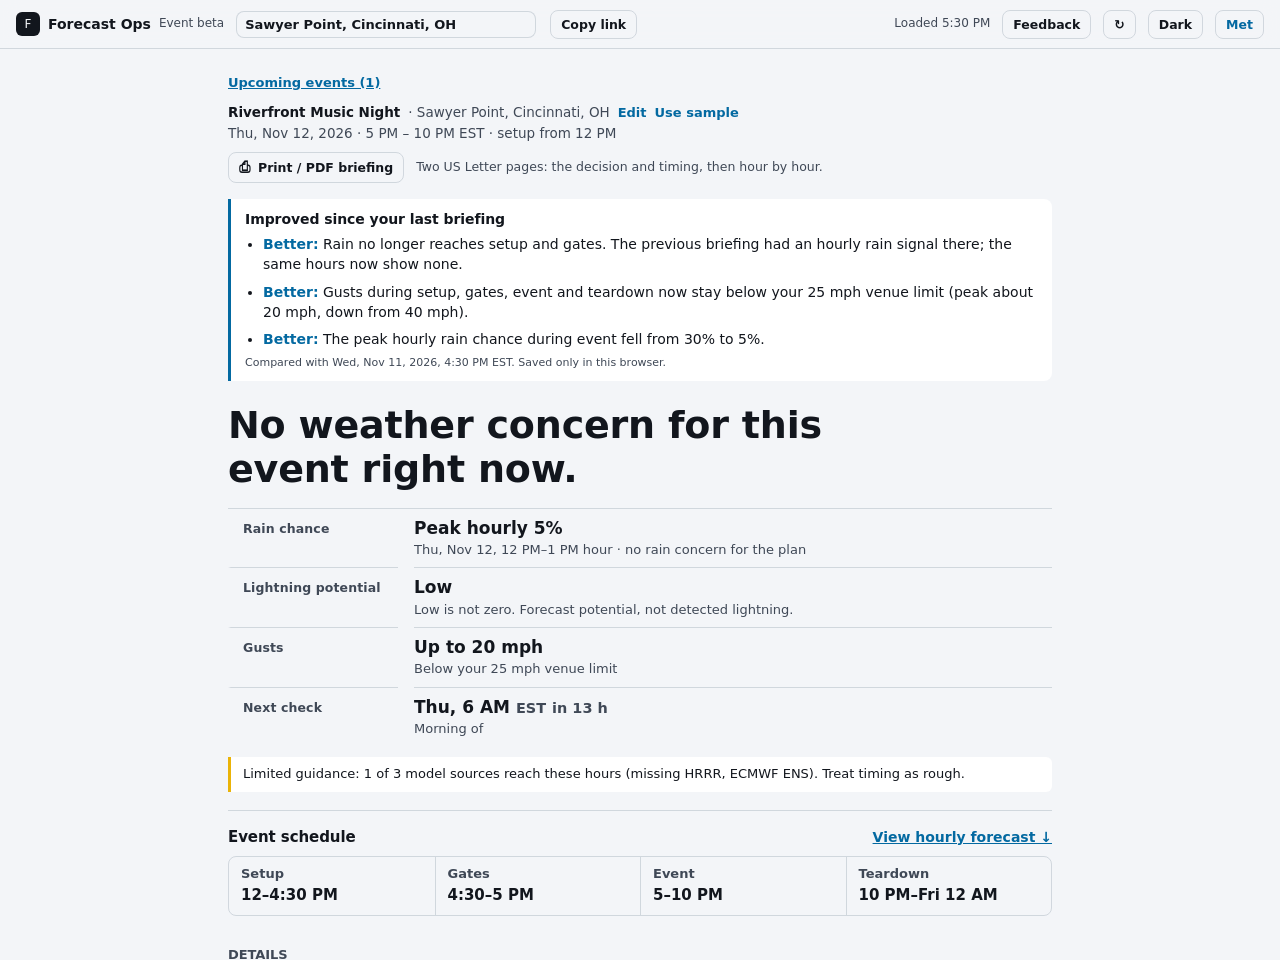 F Forecast Ops Event beta Sawyer Point, Cincinnati, OH Copy link Loaded 5:30 PM Feedback ↻ Dark Met
Upcoming events (1)
Riverfront Music Night · Sawyer Point, Cincinnati, OH Edit Use sample
Thu, Nov 12, 2026 · 5 PM – 10 PM EST · setup from 12 PM
⎙ Print / PDF briefing Two US Letter pages: the decision and timing, then hour by hour.
Improved since your last briefing
• Better: Rain no longer reaches setup and gates. The previous briefing had an hourly rain signal there; the
same hours now show none.
• Better: Gusts during setup, gates, event and teardown now stay below your 25 mph venue limit (peak about
20 mph, down from 40 mph).
• Better: The peak hourly rain chance during event fell from 30% to 5%.
Compared with Wed, Nov 11, 2026, 4:30 PM EST. Saved only in this browser.
No weather concern for this
event right now.
Rain chance Peak hourly 5%
Thu, Nov 12, 12 PM–1 PM hour · no rain concern for the plan
Lightning potential Low
Low is not zero. Forecast potential, not detected lightning.
Gusts Up to 20 mph
Below your 25 mph venue limit
Next check Thu, 6 AM EST in 13 h
Morning of
Limited guidance: 1 of 3 model sources reach these hours (missing HRRR, ECMWF ENS). Treat timing as rough.
Event schedule View hourly forecast ↓
Setup Gates Event Teardown
12–4:30 PM 4:30–5 PM 5–10 PM 10 PM–Fri 12 AM
DETAILS